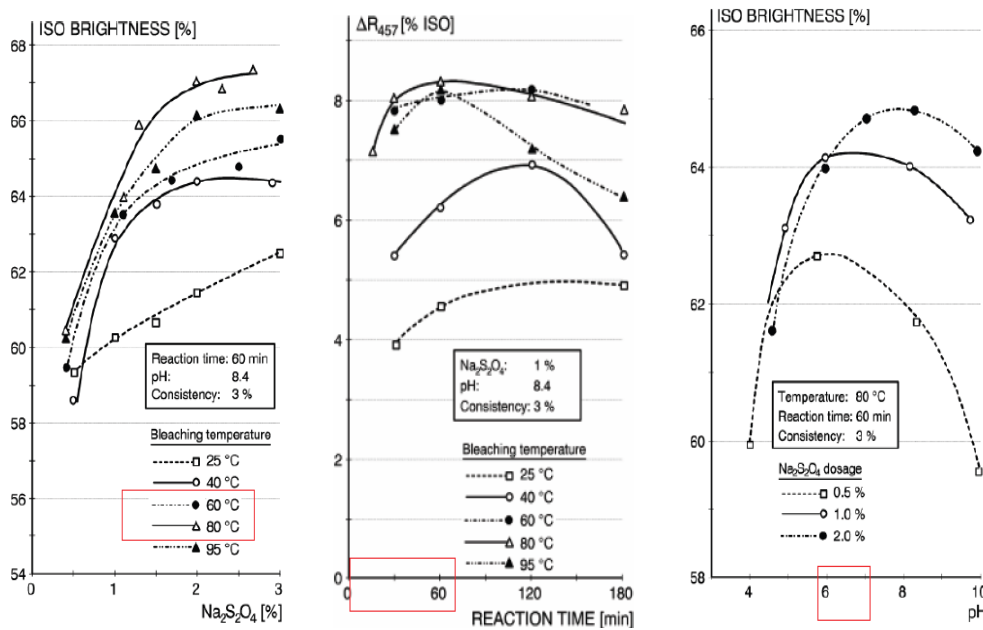 ISO BRIGHTNESS [%]
68
66
64
62
60
58
56
54
0
1
2
3
Na₂S₂O₄ [%]
Reaction time: 60 min
pH: 8.4
Consistency: 3 %
Bleaching temperature
25 °C
40 °C
60 °C
80 °C
95 °C
ΔR₄₅₇ [% ISO]
8
6
4
2
0
0
60
120
180
REACTION TIME [min]
Na₂S₂O₄: 1 %
pH: 8.4
Consistency: 3 %
Bleaching temperature
25 °C
40 °C
60 °C
80 °C
95 °C
ISO BRIGHTNESS [%]
66
64
62
60
58
4
6
8
10
pH
Temperature: 80 °C
Reaction time: 60 min
Consistency: 3 %
Na₂S₂O₄ dosage
0.5 %
1.0 %
2.0 %